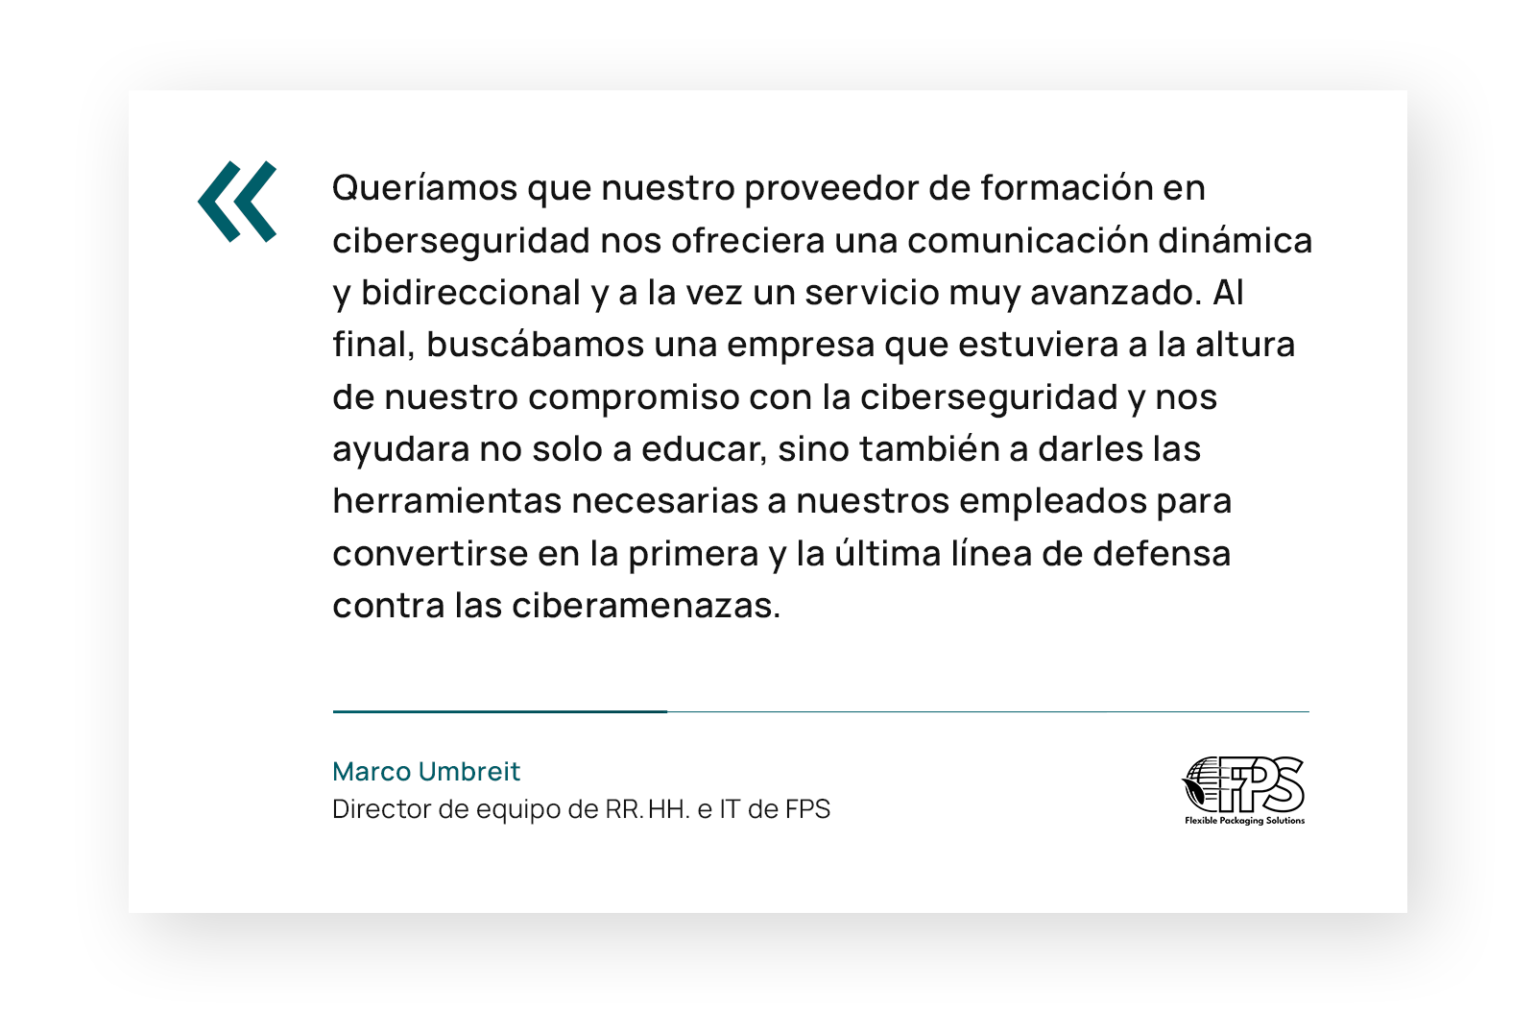 «
Queríamos que nuestro proveedor de formación en
ciberseguridad nos ofreciera una comunicación dinámica
y bidireccional y a la vez un servicio muy avanzado. Al
final, buscábamos una empresa que estuviera a la altura
de nuestro compromiso con la ciberseguridad y nos
ayudara no solo a educar, sino también a darles las
herramientas necesarias a nuestros empleados para
convertirse en la primera y la última línea de defensa
contra las ciberamenazas.
Marco Umbreit
Director de equipo de RR. HH. e IT de FPS
FPS
Flexible Packaging Solutions